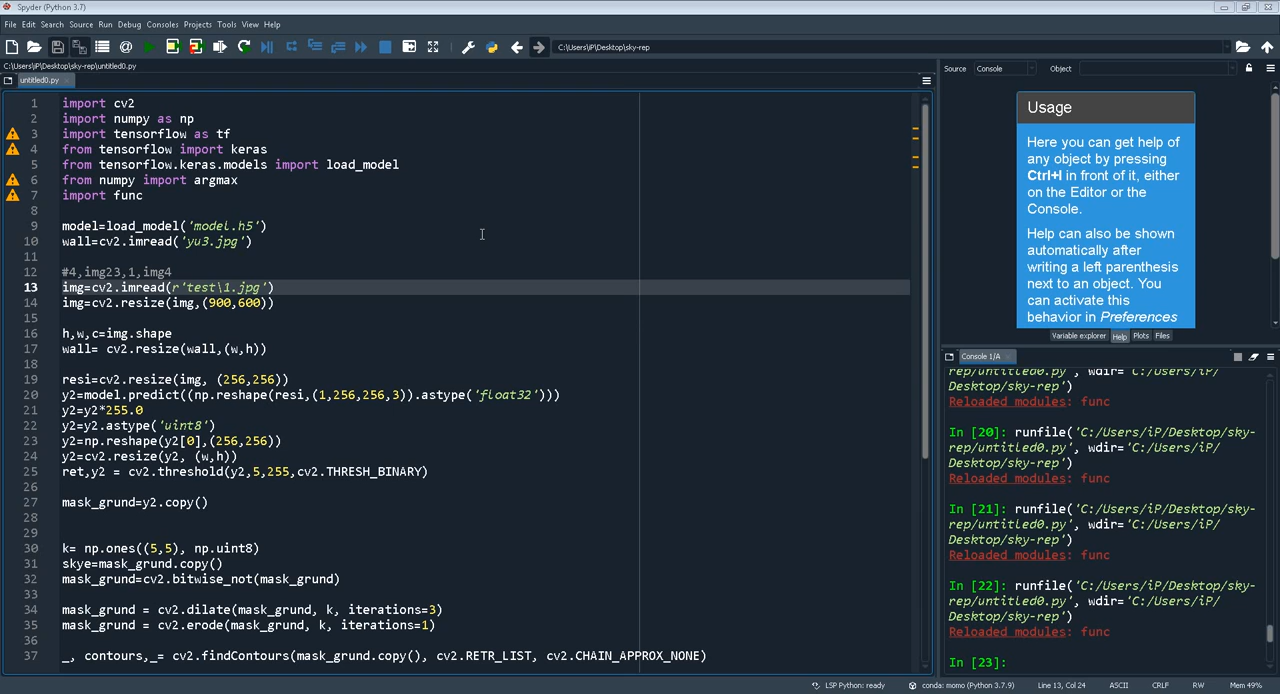 Spyder (Python 3.7)
File Edit Search Source Run Debug Consoles Projects Tools View Help
C:\Users\iP\Desktop\sky-rep
C:\Users\iP\Desktop\sky-rep\untitled0.py
untitled0.py
1 import cv2
2 import numpy as np
3 import tensorflow as tf
4 from tensorflow import keras
5 from tensorflow.keras.models import load_model
6 from numpy import argmax
7 import func
8
9 model=load_model('model.h5')
10 wall=cv2.imread('yu3.jpg')
11
12 #4,img23,1,img4
13 img=cv2.imread(r'test\1.jpg')
14 img=cv2.resize(img,(900,600))
15
16 h,w,c=img.shape
17 wall= cv2.resize(wall,(w,h))
18
19 resi=cv2.resize(img, (256,256))
20 y2=model.predict((np.reshape(resi,(1,256,256,3)).astype('float32')))
21 y2=y2*255.0
22 y2=y2.astype('uint8')
23 y2=np.reshape(y2[0],(256,256))
24 y2=cv2.resize(y2, (w,h))
25 ret,y2 = cv2.threshold(y2,5,255,cv2.THRESH_BINARY)
26
27 mask_grund=y2.copy()
28
29
30 k= np.ones((5,5), np.uint8)
31 skye=mask_grund.copy()
32 mask_grund=cv2.bitwise_not(mask_grund)
33
34 mask_grund = cv2.dilate(mask_grund, k, iterations=3)
35 mask_grund = cv2.erode(mask_grund, k, iterations=1)
36
37 _, contours,_= cv2.findContours(mask_grund.copy(), cv2.RETR_LIST, cv2.CHAIN_APPROX_NONE)
Source Console Object
Usage
Here you can get help of
any object by pressing
Ctrl+I in front of it, either
on the Editor or the
Console.
Help can also be shown
automatically after
writing a left parenthesis
next to an object. You
can activate this
behavior in Preferences
Variable explorer Help Plots Files
Console 1/A
rep/untitled0.py', wdir='C:/Users/iP/
Desktop/sky-rep')
Reloaded modules: func
In [20]: runfile('C:/Users/iP/Desktop/sky-
rep/untitled0.py', wdir='C:/Users/iP/
Desktop/sky-rep')
Reloaded modules: func
In [21]: runfile('C:/Users/iP/Desktop/sky-
rep/untitled0.py', wdir='C:/Users/iP/
Desktop/sky-rep')
Reloaded modules: func
In [22]: runfile('C:/Users/iP/Desktop/sky-
rep/untitled0.py', wdir='C:/Users/iP/
Desktop/sky-rep')
Reloaded modules: func
In [23]:
LSP Python: ready conda: momo (Python 3.7.9) Line 13, Col 24 ASCII CRLF RW Mem 49%